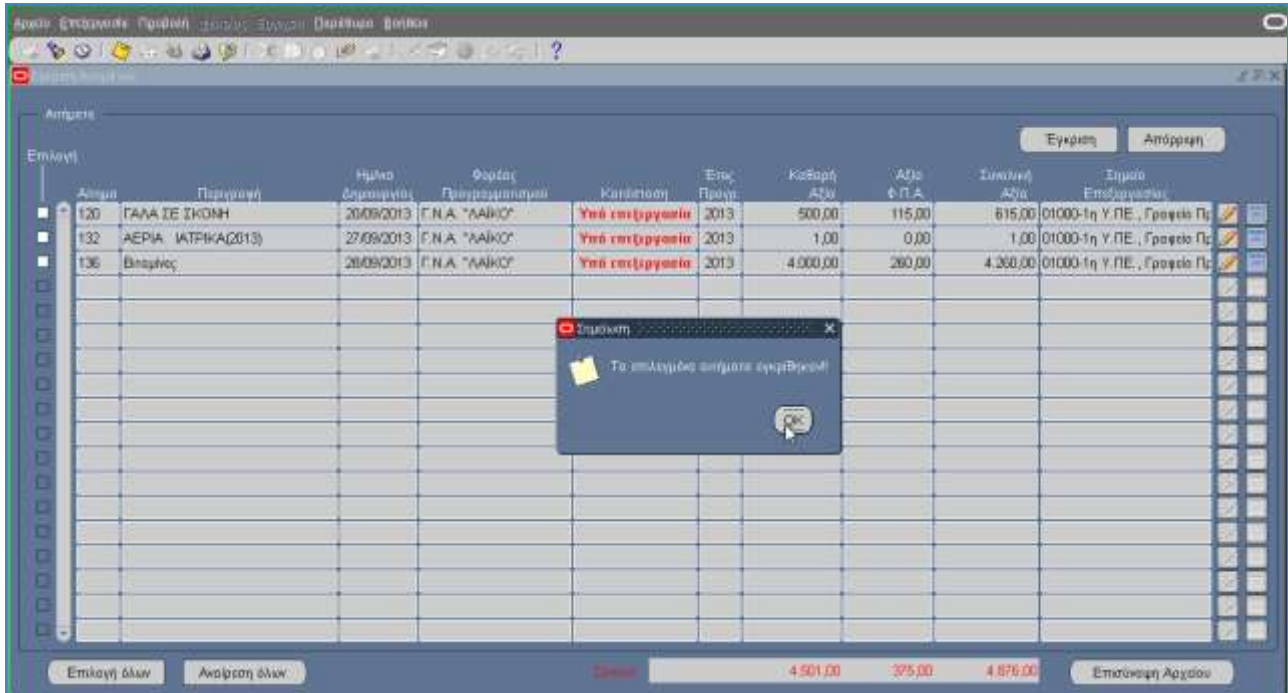 Αρχείο Επεξεργασία Προβολή Παράθυρο Βοήθεια
?
Αιτήματα
Έγκριση Απόρριψη
Επιλογή
Ημ/νια Φορέας Έτος Καθαρή Αξία Συνολική Σημείο
Αίτημα Περιγραφή Δημιουργίας Προγραμματισμού Κατάσταση Προγρ. Αξία Φ.Π.Α. Αξία Επεξεργασίας
120 ΓΑΛΑ ΣΕ ΣΚΟΝΗ 20/09/2013 Γ.Ν.Α. "ΛΑΪΚΟ" Υπό επεξεργασία 2013 500,00 115,00 615,00 01000-1η Υ.ΠΕ., Γραφείο Πρ
132 ΑΕΡΙΑ ΙΑΤΡΙΚΑ(2013) 27/09/2013 Γ.Ν.Α. "ΛΑΪΚΟ" Υπό επεξεργασία 2013 1,00 0,00 1,00 01000-1η Υ.ΠΕ., Γραφείο Πρ
136 Βιταμίνες 28/09/2013 Γ.Ν.Α. "ΛΑΪΚΟ" Υπό επεξεργασία 2013 4.000,00 260,00 4.260,00 01000-1η Υ.ΠΕ., Γραφείο Πρ
Σημείωση
Τα επιλεγμένα αιτήματα εγκρίθηκαν!!
OK
Επιλογή όλων Αναίρεση όλων 4.501,00 375,00 4.876,00 Επισύναψη Αρχείου